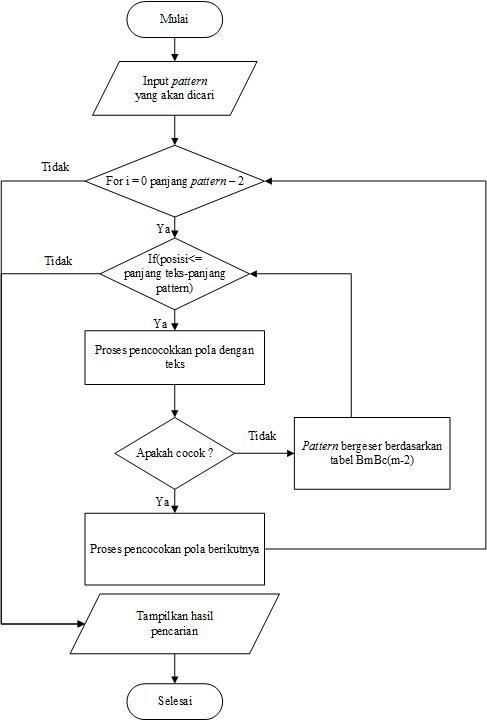 Mulai
Input pattern
yang akan dicari
Tidak
For i = 0 panjang pattern – 2
Ya
Tidak
If(posisi<=
panjang teks-panjang
pattern)
Ya
Proses pencocokkan pola dengan
teks
Apakah cocok ?
Tidak
Pattern bergeser berdasarkan
tabel BmBc(m-2)
Ya
Proses pencocokan pola berikutnya
Tampilkan hasil
pencarian
Selesai